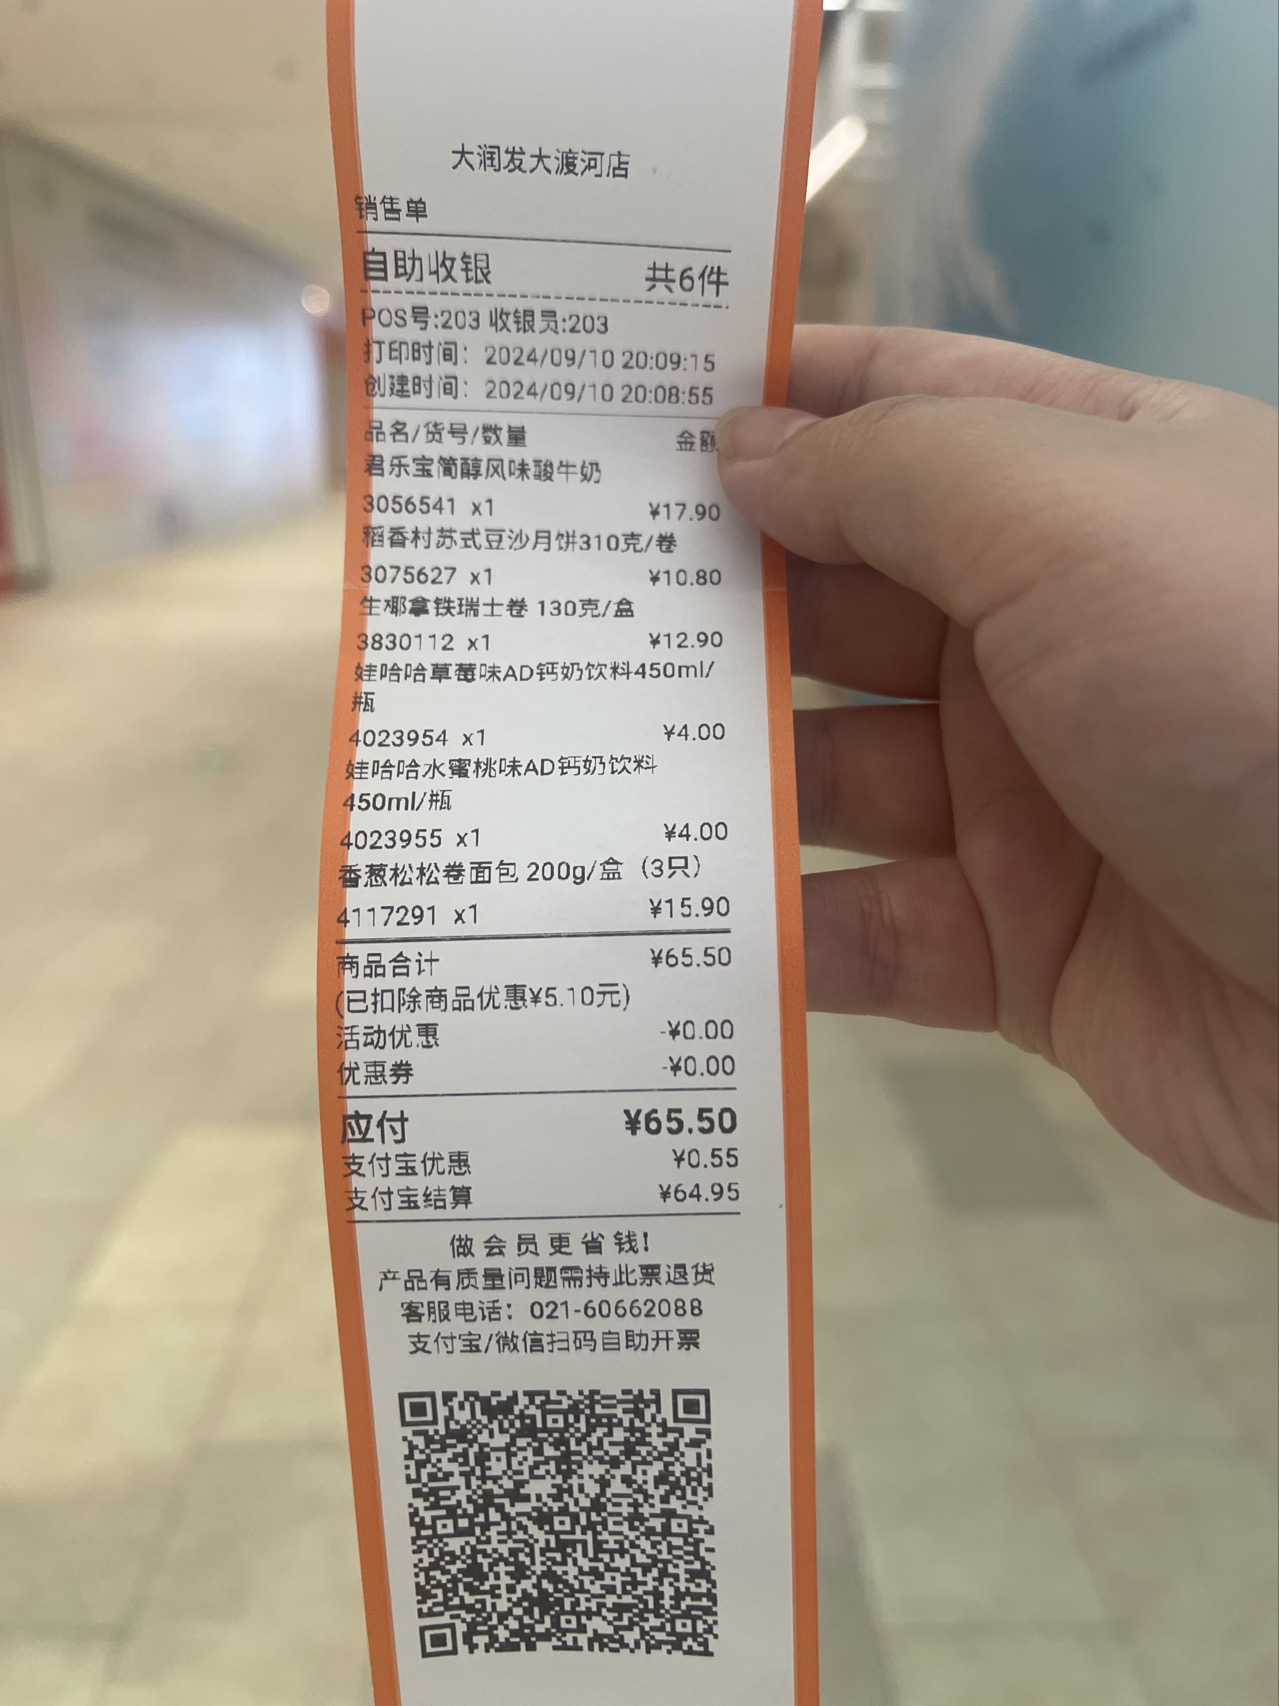 大润发大渡河店
销售单
自助收银 共6件
POS号:203 收银员:203
打印时间：2024/09/10 20:09:15
创建时间：2024/09/10 20:08:55
品名/货号/数量 金额
君乐宝简醇风味酸牛奶
3056541 x1 ¥17.90
稻香村苏式豆沙月饼310克/卷
3075627 x1 ¥10.80
生椰拿铁瑞士卷 130克/盒
3830112 x1 ¥12.90
娃哈哈草莓味AD钙奶饮料450ml/
瓶
4023954 x1 ¥4.00
娃哈哈水蜜桃味AD钙奶饮料
450ml/瓶
4023955 x1 ¥4.00
香葱松松卷面包 200g/盒（3只）
4117291 x1 ¥15.90
商品合计 ¥65.50
(已扣除商品优惠¥5.10元)
活动优惠 -¥0.00
优惠券 -¥0.00
应付 ¥65.50
支付宝优惠 ¥0.55
支付宝结算 ¥64.95
做会员更省钱!
产品有质量问题需持此票退货
客服电话：021-60662088
支付宝/微信扫码自助开票